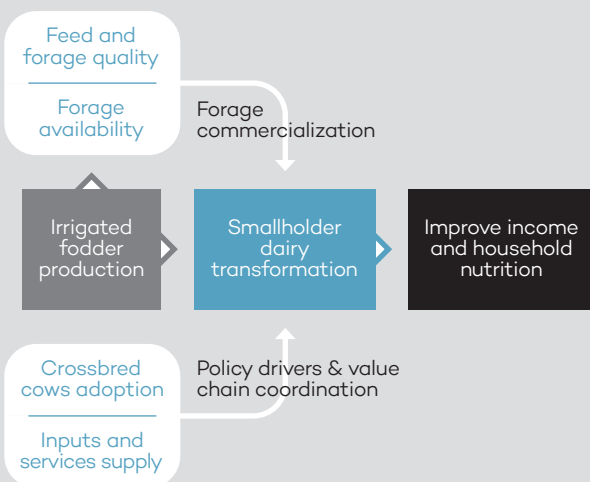 Feed and
forage quality
Forage
availability
Forage
commercialization
Irrigated
fodder
production
Smallholder
dairy
transformation
Improve income
and household
nutrition
Crossbred
cows adoption
Inputs and
services supply
Policy drivers & value
chain coordination